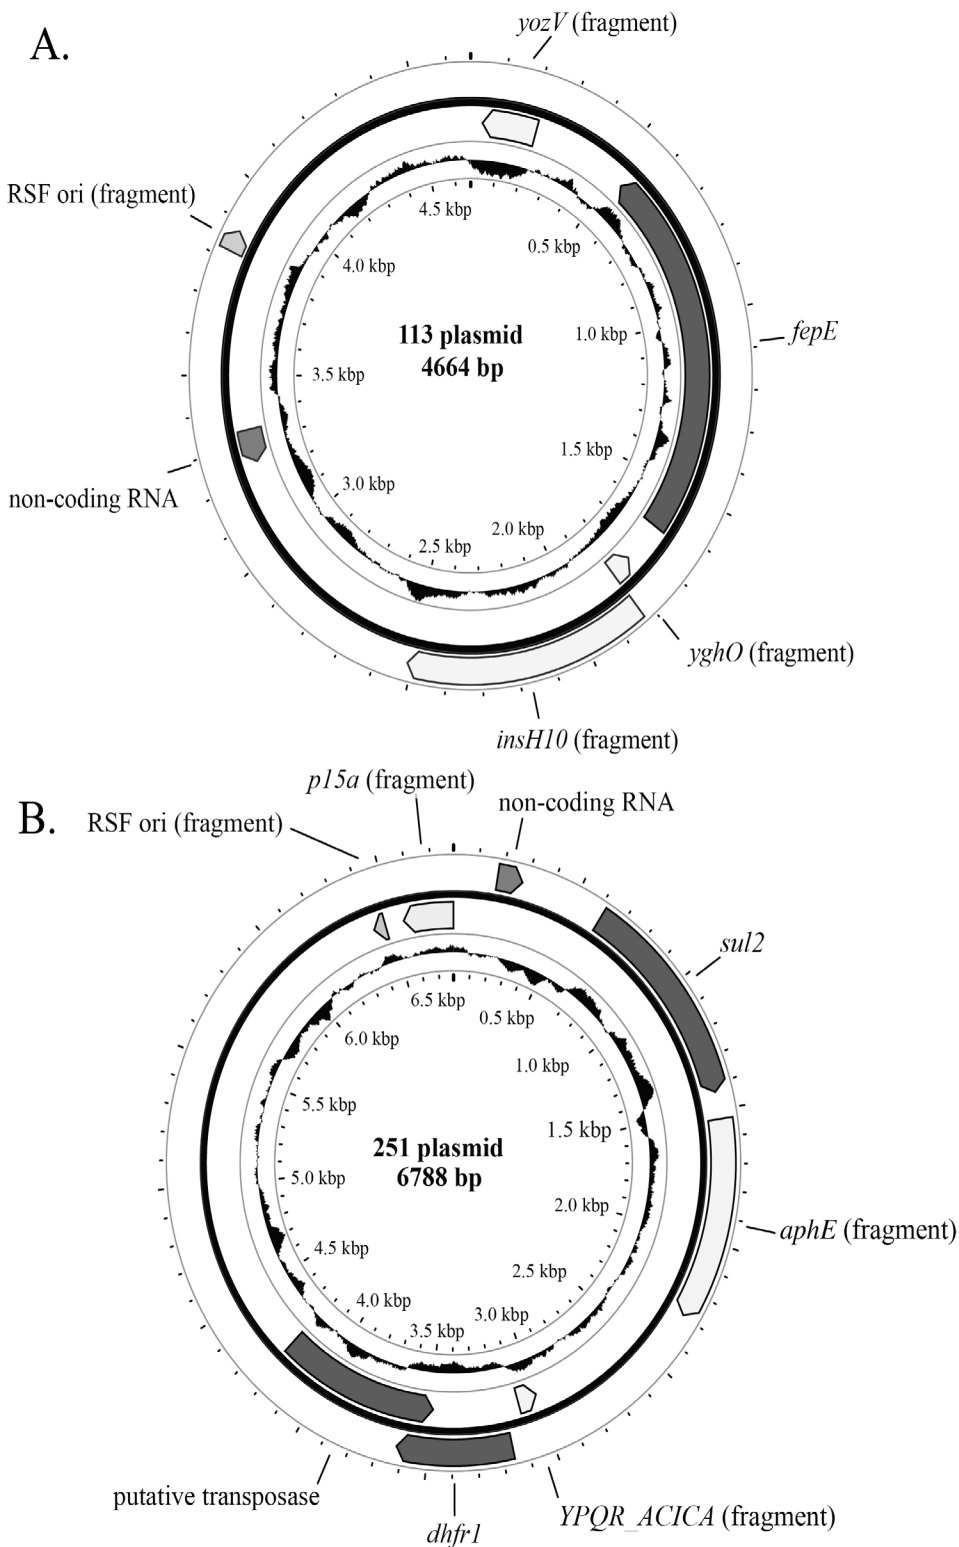 A.
yozV (fragment)
RSF ori (fragment)
4.5 kbp
0.5 kbp
4.0 kbp
113 plasmid
4664 bp
1.0 kbp
fepE
3.5 kbp
1.5 kbp
3.0 kbp
non-coding RNA
2.0 kbp
2.5 kbp
yghO (fragment)
insH10 (fragment)
p15a (fragment)
non-coding RNA
B.
RSF ori (fragment)
sul2
6.5 kbp
0.5 kbp
6.0 kbp
1.0 kbp
5.5 kbp
1.5 kbp
251 plasmid
6788 bp
5.0 kbp
2.0 kbp
aphE (fragment)
4.5 kbp
2.5 kbp
4.0 kbp
3.0 kbp
3.5 kbp
putative transposase
YPQR_ACICA (fragment)
dhfr1